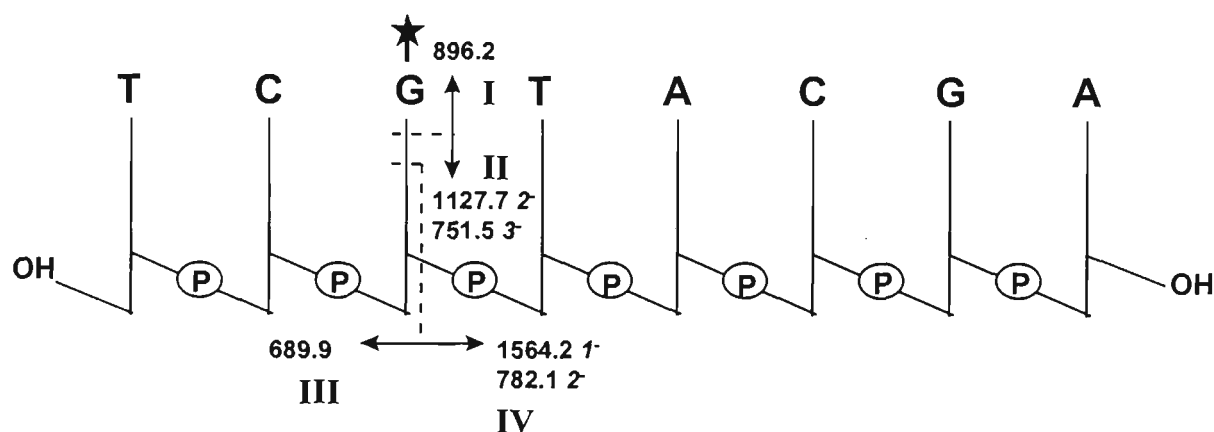 896.2
T C G T A C G A
I
II
1127.7 2-
751.5 3-
OH P P P P P P P OH
689.9 1564.2 1-
782.1 2-
III
IV